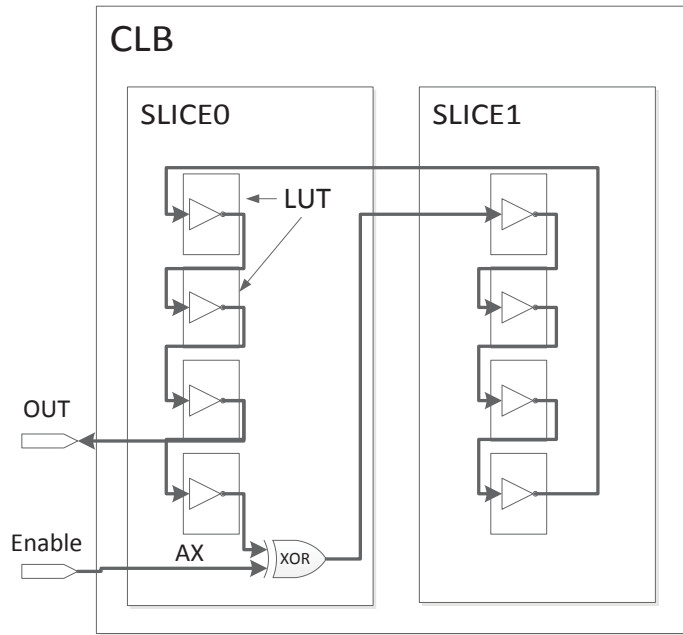 CLB
SLICE0
SLICE1
LUT
OUT
Enable
AX
XOR